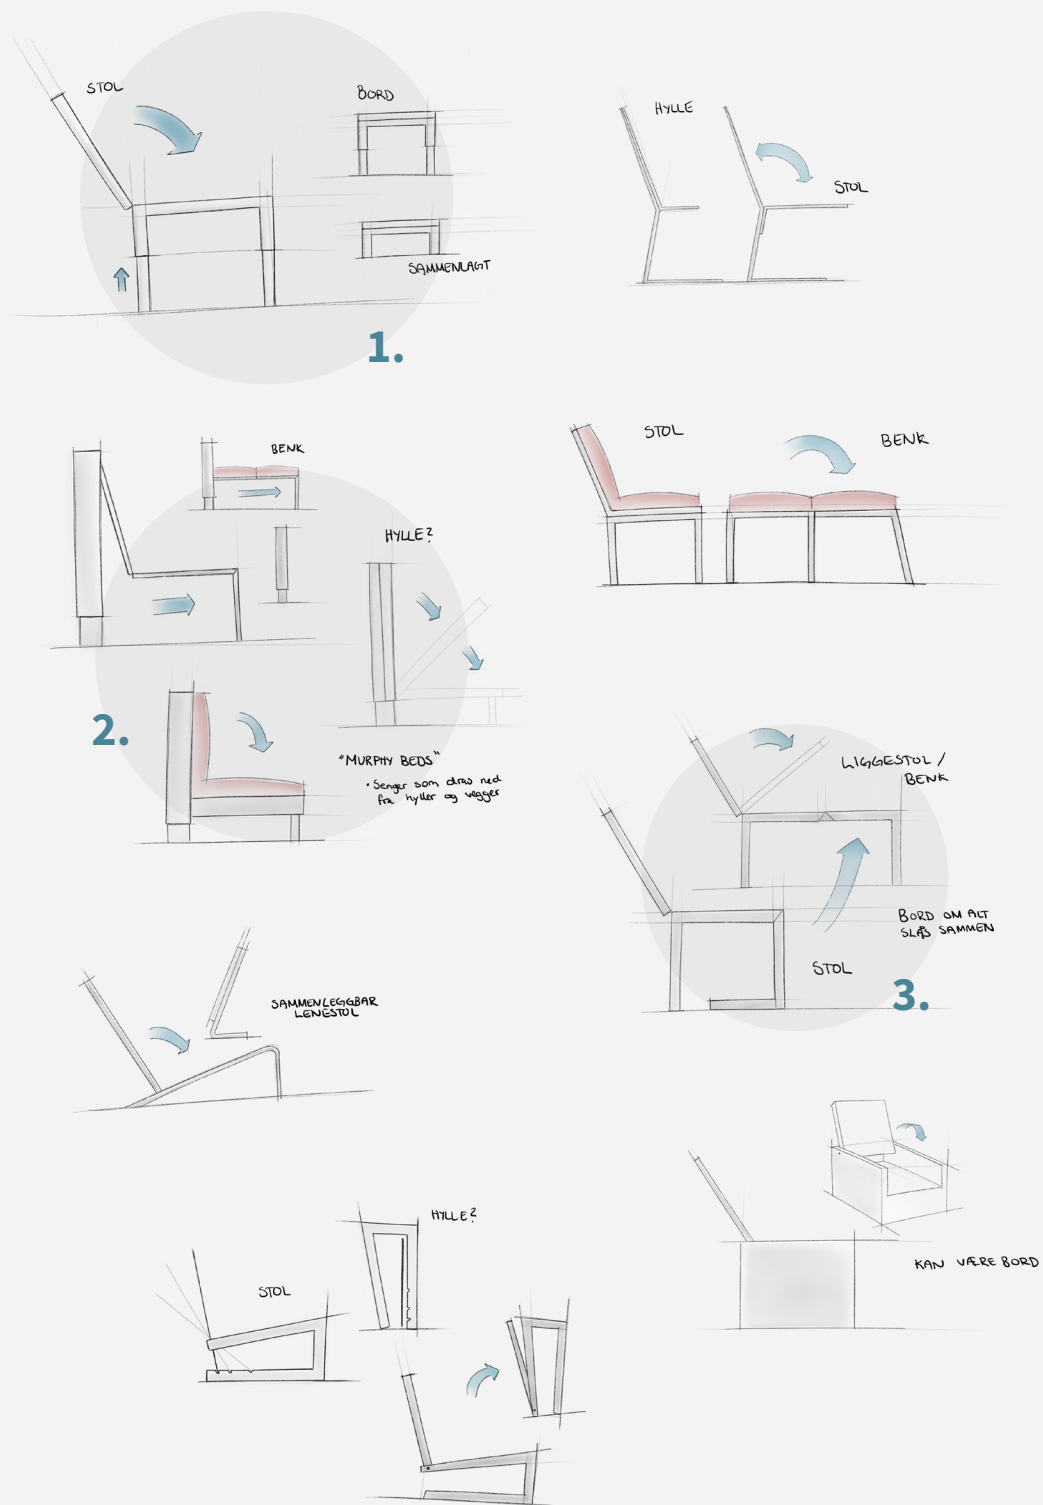 STOL
BORD
SAMMENLAGT
1.
HYLLE
STOL
BENK
HYLLE?
2.
"MURPHY BEDS"
• Senger som dras ned
fra hyller og vegger
STOL
BENK
LIGGESTOL /
BENK
BORD OM ALT
SLÅS SAMMEN
STOL
3.
SAMMENLEGGBAR
LENESTOL
KAN VÆRE BORD
HYLLE?
STOL